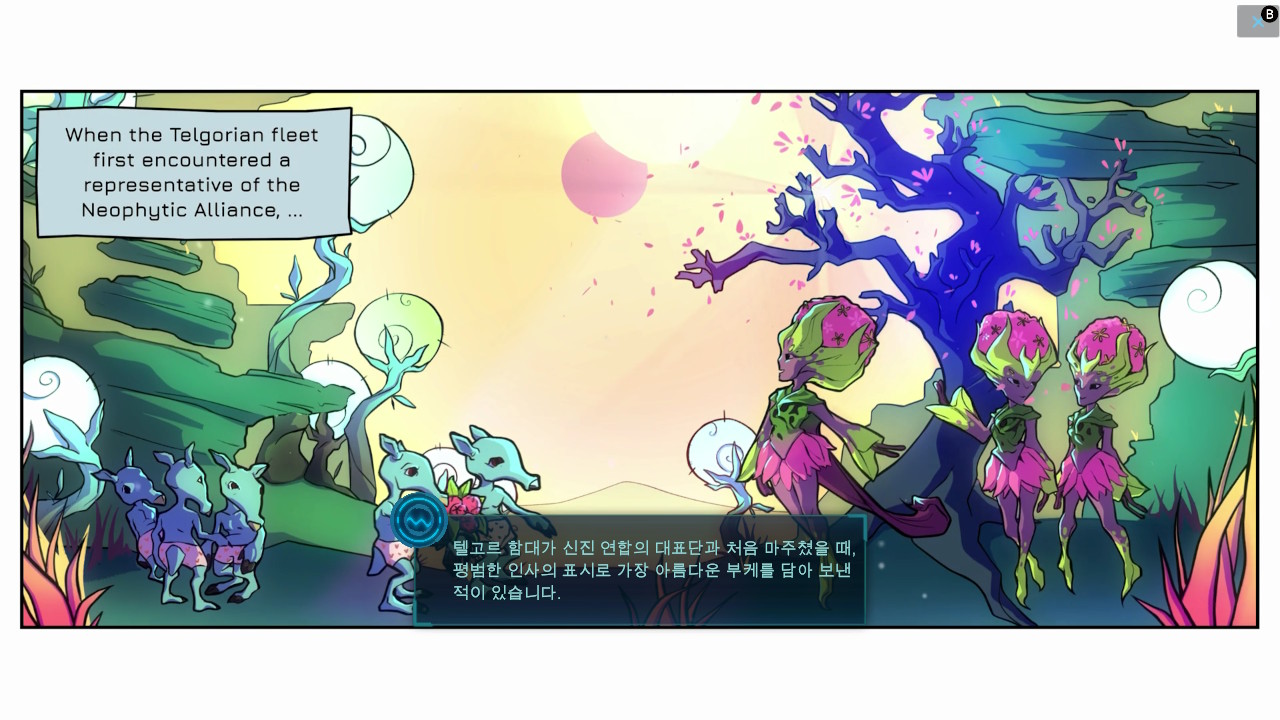 B
When the Telgorian fleet
first encountered a
representative of the
Neophytic Alliance, ...
텔고르 함대가 신진 연합의 대표단과 처음 마주쳤을 때,
평범한 인사의 표시로 가장 아름다운 부케를 담아 보낸
적이 있습니다.